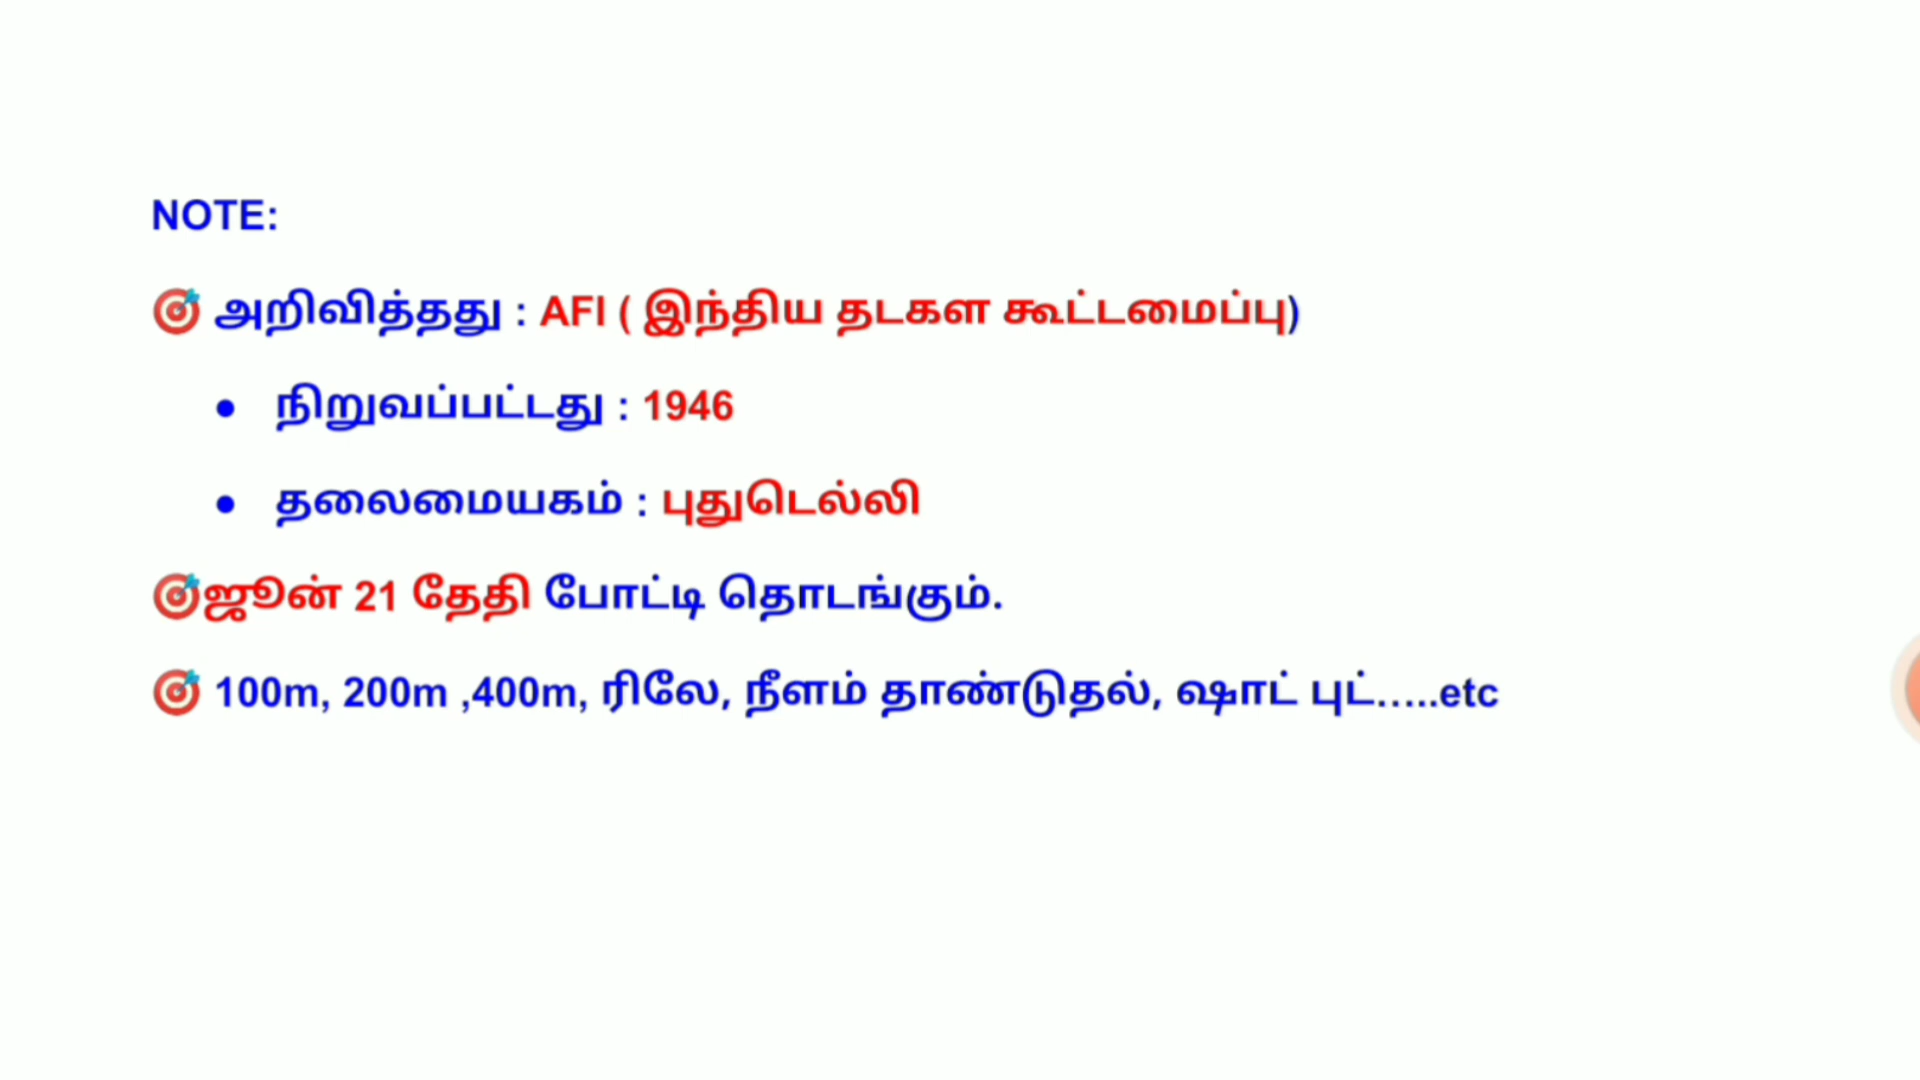 NOTE:
🎯 அறிவித்தது : AFI ( இந்திய தடகள கூட்டமைப்பு)
● நிறுவப்பட்டது : 1946
● தலைமையகம் : புதுடெல்லி
🎯ஜூன் 21 தேதி போட்டி தொடங்கும்.
🎯 100m, 200m ,400m, ரிலே, நீளம் தாண்டுதல், ஷாட் புட்…..etc